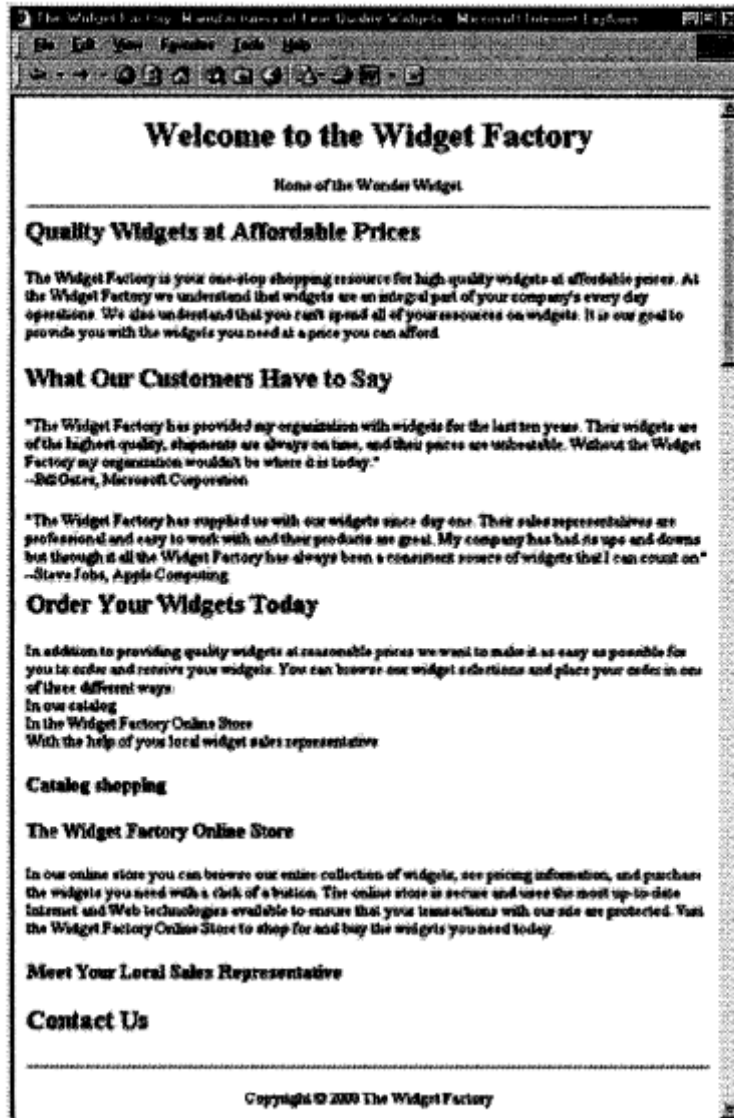 The Widget Factory: Manufacturers of Fine Quality Widgets - Microsoft Internet Explorer
File Edit View Favorites Tools Help
Welcome to the Widget Factory
Home of the Wonder Widget
Quality Widgets at Affordable Prices
The Widget Factory is your one-stop shopping resource for high quality widgets at affordable prices. At
the Widget Factory we understand that widgets are an integral part of your company's every day
operations. We also understand that you can't spend all of your resources on widgets. It is our goal to
provide you with the widgets you need at a price you can afford.
What Our Customers Have to Say
"The Widget Factory has provided my organization with widgets for the last ten years. Their widgets are
of the highest quality, shipments are always on time, and their prices are unbeatable. Without the Widget
Factory my organization wouldn't be where it is today."
--Bill Gates, Microsoft Corporation
"The Widget Factory has supplied us with our widgets since day one. Their sales representatives are
professional and easy to work with and their products are great. My company has had its ups and downs
but through it all the Widget Factory has always been a consistent source of widgets that I can count on."
--Steve Jobs, Apple Computing
Order Your Widgets Today
In addition to providing quality widgets at reasonable prices we want to make it as easy as possible for
you to order and receive your widgets. You can browse our widget selections and place your order in one
of three different ways:
In our catalog
In the Widget Factory Online Store
With the help of your local widget sales representative
Catalog shopping
The Widget Factory Online Store
In our online store you can browse our entire collection of widgets, see pricing information, and purchase
the widgets you need with a click of a button. The online store is secure and uses the most up-to-date
Internet and Web technologies available to ensure that your transactions with our site are protected. Visit
the Widget Factory Online Store to shop for and buy the widgets you need today.
Meet Your Local Sales Representative
Contact Us
Copyright © 2000 The Widget Factory